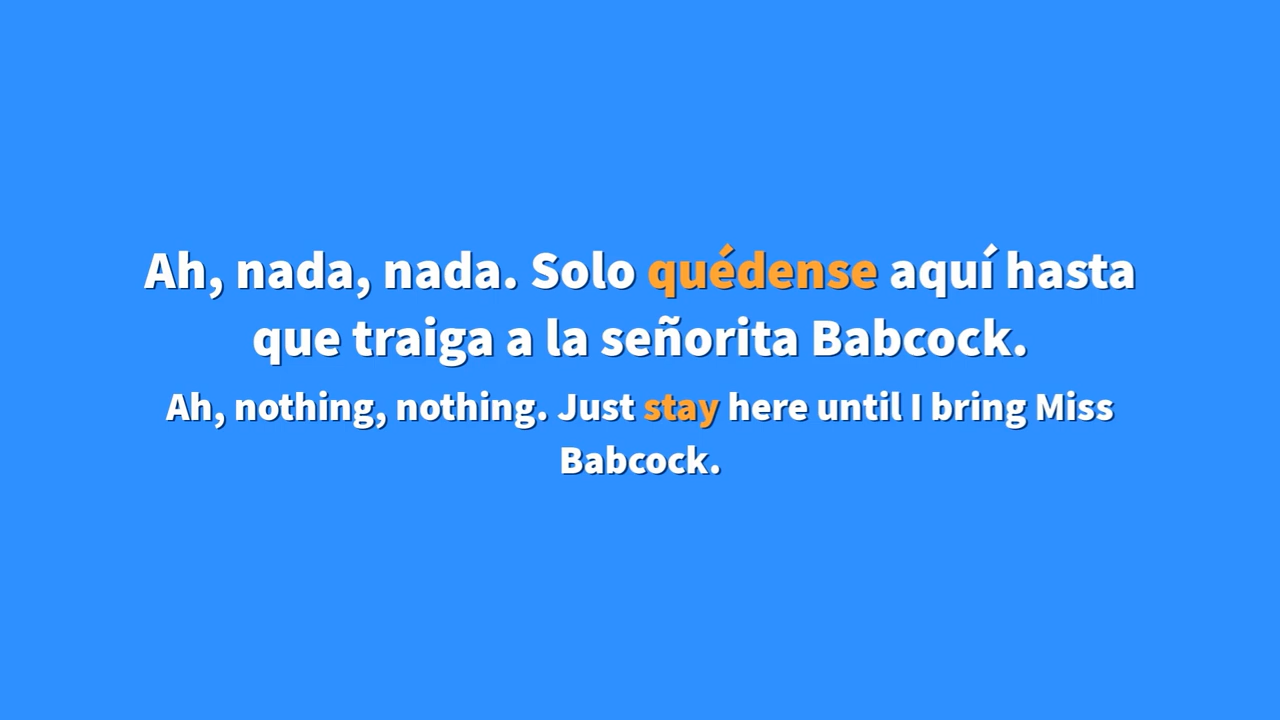 Ah, nada, nada. Solo quédense aquí hasta
que traiga a la señorita Babcock.
Ah, nothing, nothing. Just stay here until I bring Miss
Babcock.